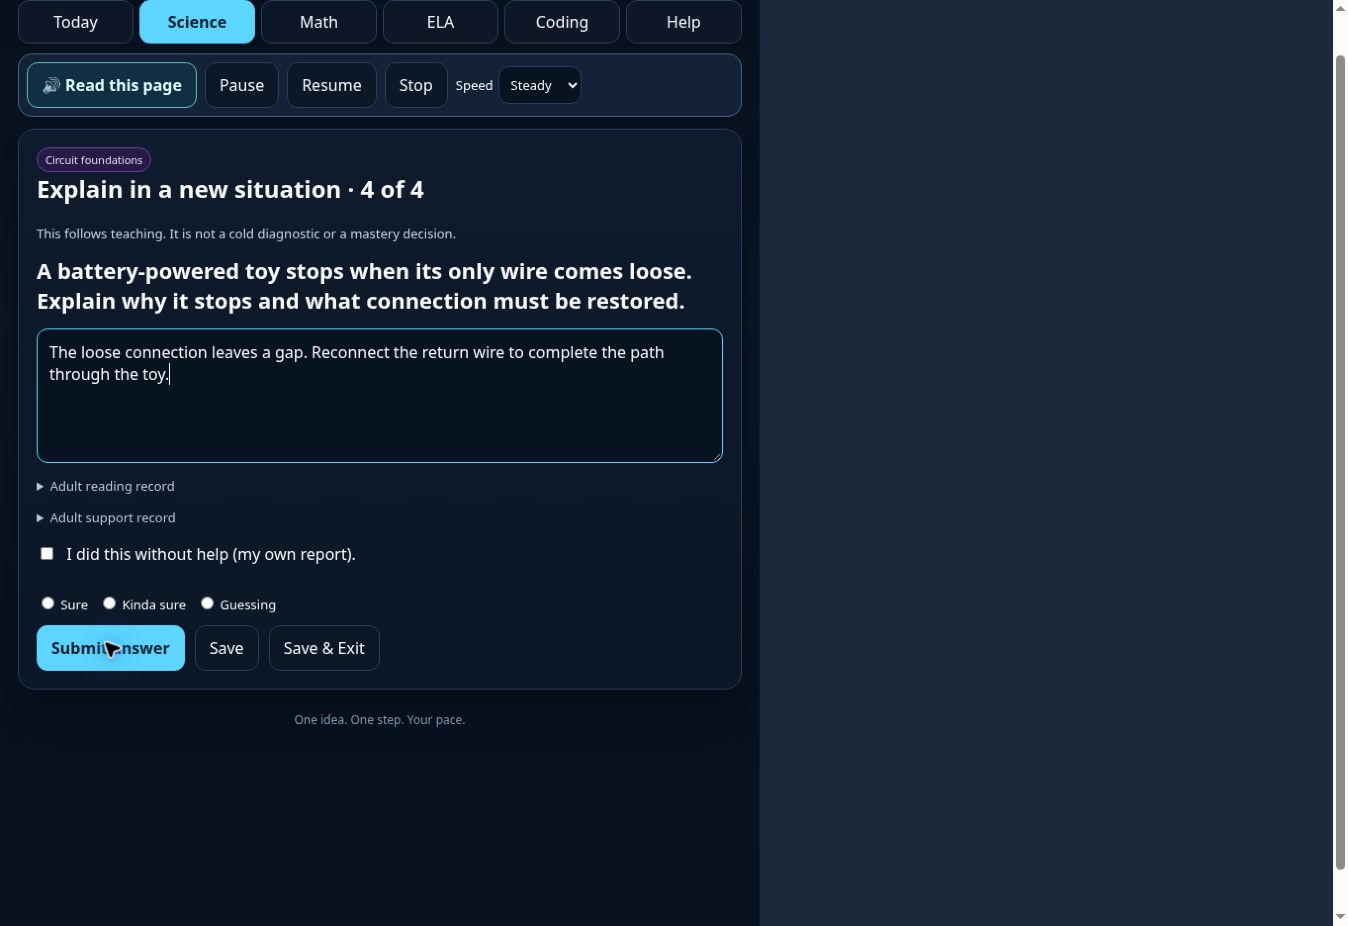 Today
Science
Math
ELA
Coding
Help
🔊 Read this page
Pause
Resume
Stop
Speed
Steady
Circuit foundations
Explain in a new situation · 4 of 4
This follows teaching. It is not a cold diagnostic or a mastery decision.
A battery-powered toy stops when its only wire comes loose.
Explain why it stops and what connection must be restored.
The loose connection leaves a gap. Reconnect the return wire to complete the path
through the toy.
Adult reading record
Adult support record
I did this without help (my own report).
Sure
Kinda sure
Guessing
Submit answer
Save
Save & Exit
One idea. One step. Your pace.